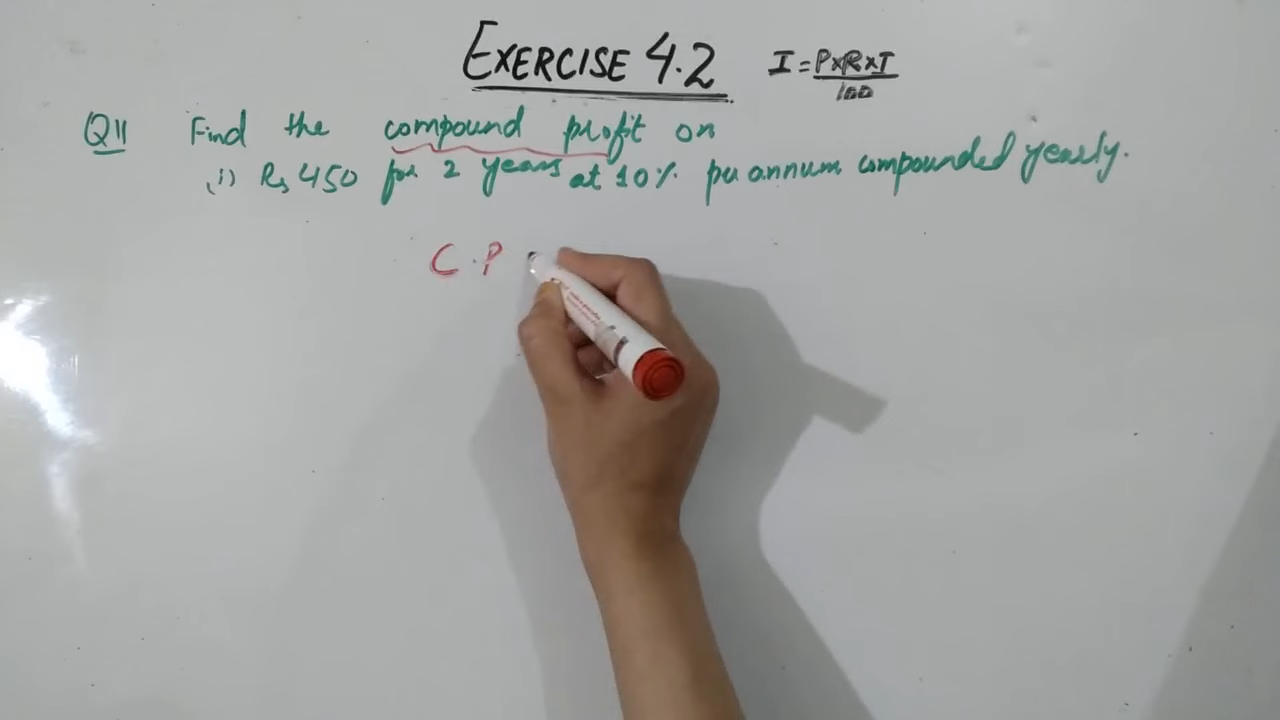 EXERCISE 4.2
I = P×R×T
100
Q11 Find the compound profit on
(i) Rs 450 for 2 years at 10% per annum compounded yearly.
C.P